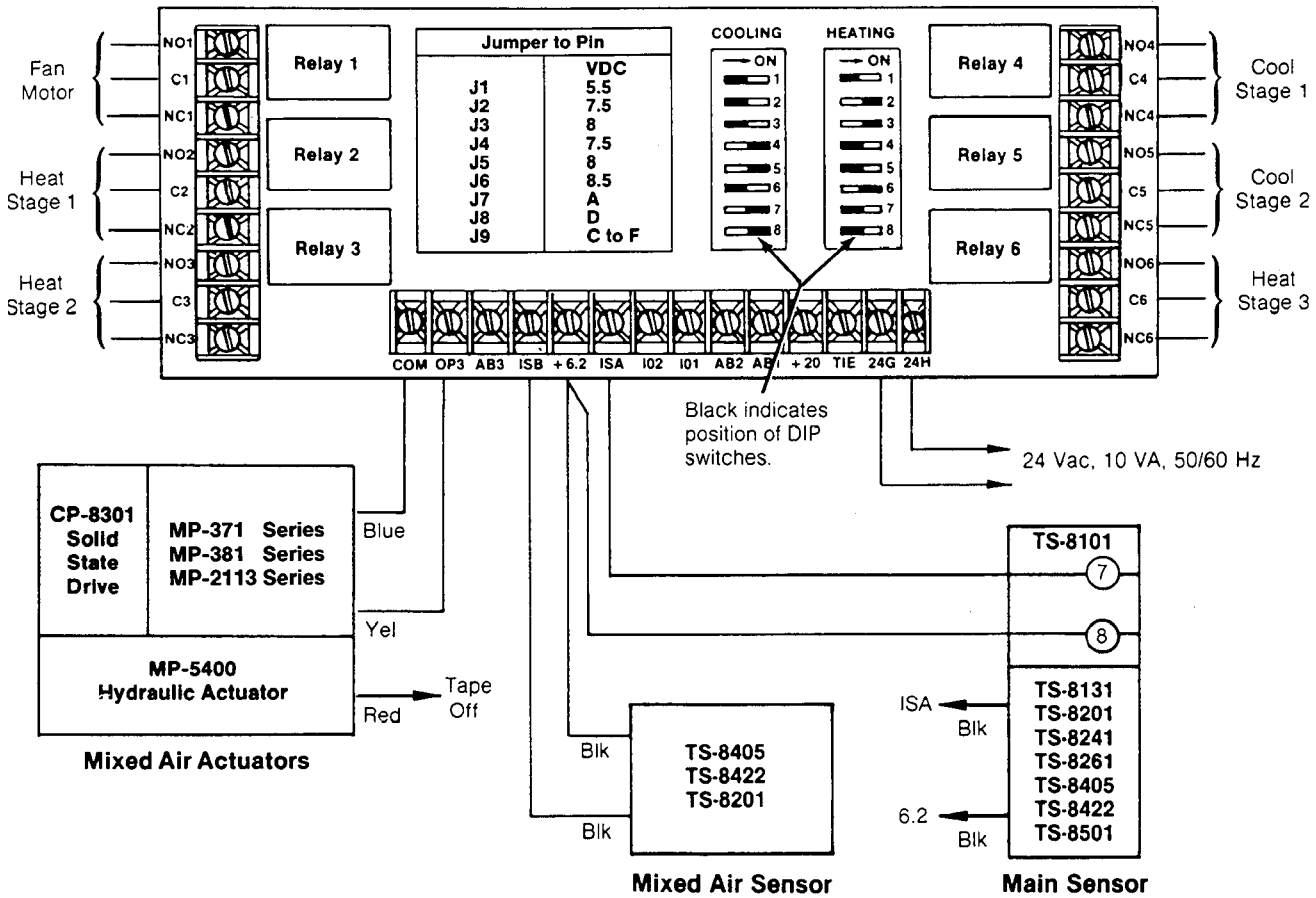 NO1
C1
NC1
NO2
C2
NC2
NO3
C3
NC3
Fan
Motor
Heat
Stage 1
Heat
Stage 2
Relay 1
Relay 2
Relay 3
Jumper to Pin
VDC
J1 5.5
J2 7.5
J3 8
J4 7.5
J5 8
J6 8.5
J7 A
J8 D
J9 C to F
COOLING
ON
1
2
3
4
5
6
7
8
HEATING
ON
1
2
3
4
5
6
7
8
Relay 4
Relay 5
Relay 6
NO4
C4
NC4
NO5
C5
NC5
NO6
C6
NC6
Cool
Stage 1
Cool
Stage 2
Heat
Stage 3
COM OP3 AB3 ISB +6.2 ISA I02 I01 AB2 AB1 +20 TIE 24G 24H
Black indicates
position of DIP
switches.
24 Vac, 10 VA, 50/60 Hz
CP-8301
Solid
State
Drive
MP-371 Series
MP-381 Series
MP-2113 Series
Blue
Yel
MP-5400
Hydraulic Actuator
Red
Tape
Off
Mixed Air Actuators
Blk
Blk
TS-8405
TS-8422
TS-8201
Mixed Air Sensor
TS-8101
7
8
ISA
Blk
6.2
Blk
TS-8131
TS-8201
TS-8241
TS-8261
TS-8405
TS-8422
TS-8501
Main Sensor